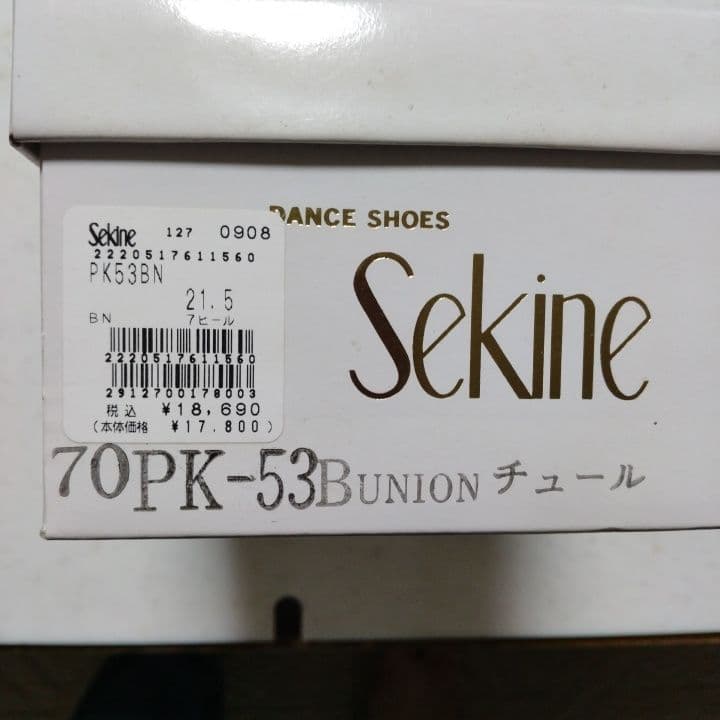 DANCE SHOES
Sekine
Sekine 127 0908
2220517611560
PK53BN
21.5
BN 7ヒール
2220517611560
2912700178003
税込 ¥18,690
(本体価格 ¥17,800)
70PK-53BUNION チュール